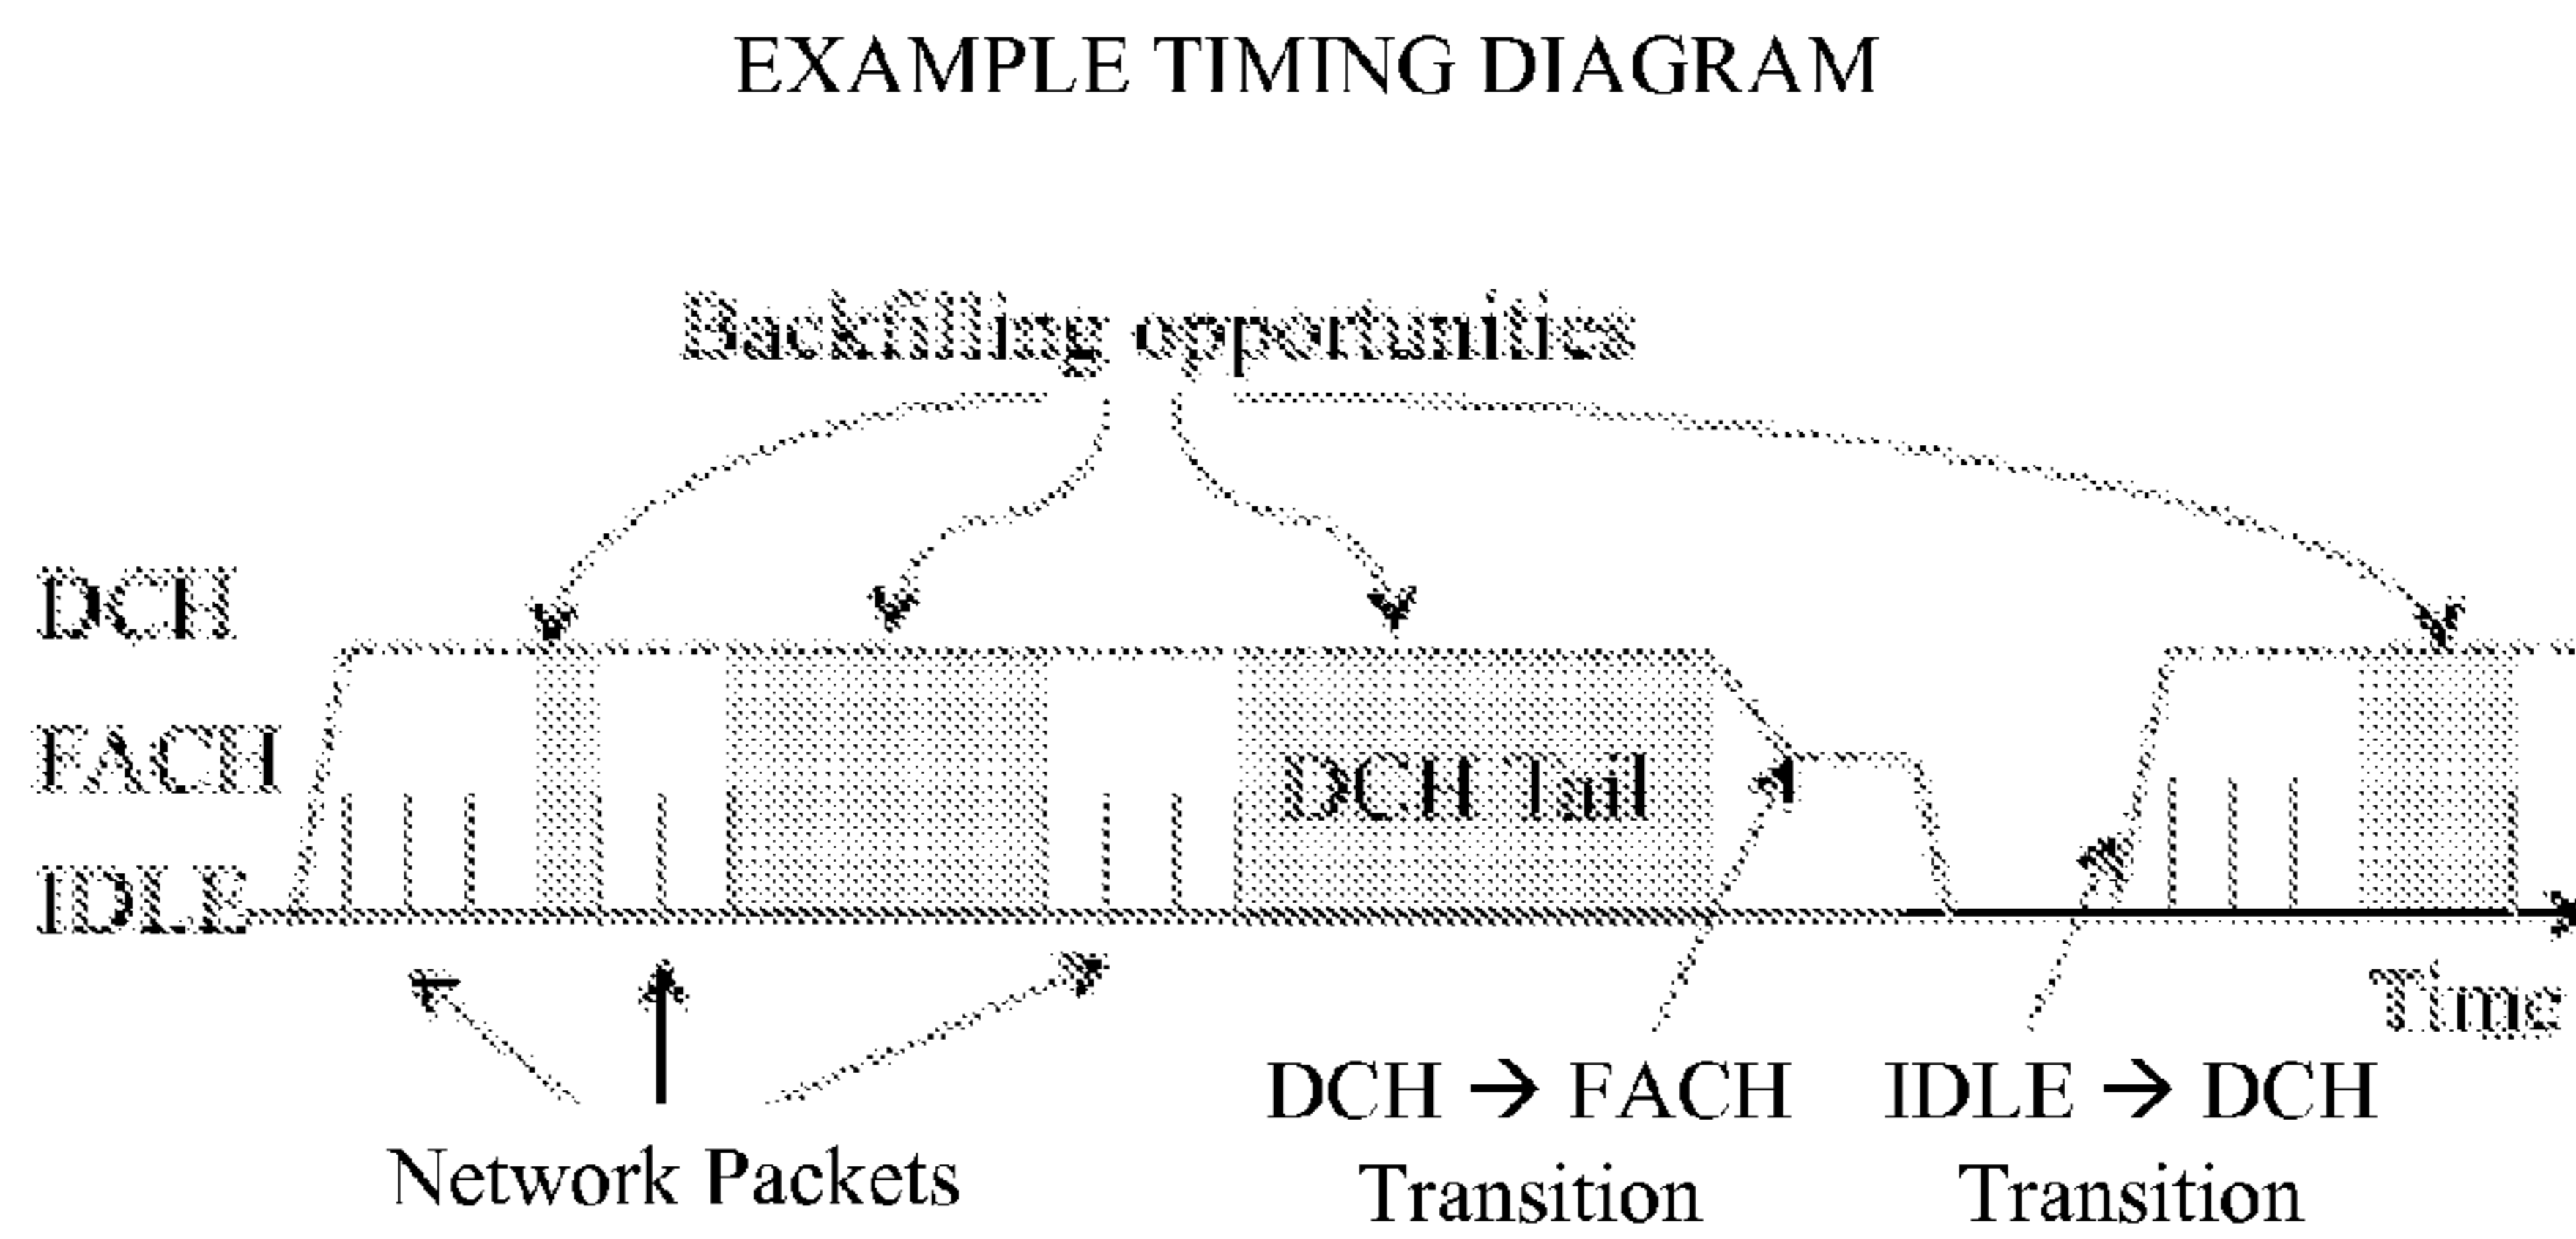 EXAMPLE TIMING DIAGRAM
Backfilling opportunities
DCH
FACH
DCH Tail
IDLE
Time
DCH → FACH
Transition
IDLE → DCH
Transition
Network Packets